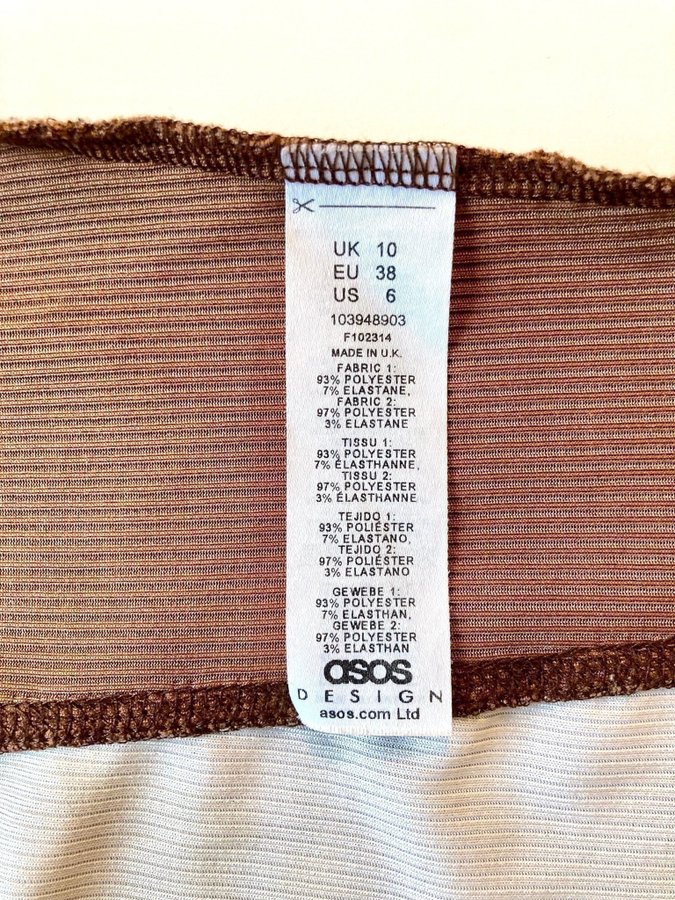 UK 10
EU 38
US 6
103948903
F102314
MADE IN U.K.
FABRIC 1:
93% POLYESTER
7% ELASTANE,
FABRIC 2:
97% POLYESTER
3% ELASTANE
TISSU 1:
93% POLYESTER
7% ÉLASTHANNE,
TISSU 2:
97% POLYESTER
3% ÉLASTHANNE
TEJIDO 1:
93% POLIÉSTER
7% ELASTANO,
TEJIDO 2:
97% POLIÉSTER
3% ELASTANO
GEWEBE 1:
93% POLYESTER
7% ELASTHAN,
GEWEBE 2:
97% POLYESTER
3% ELASTHAN
asos
DESIGN
asos.com Ltd